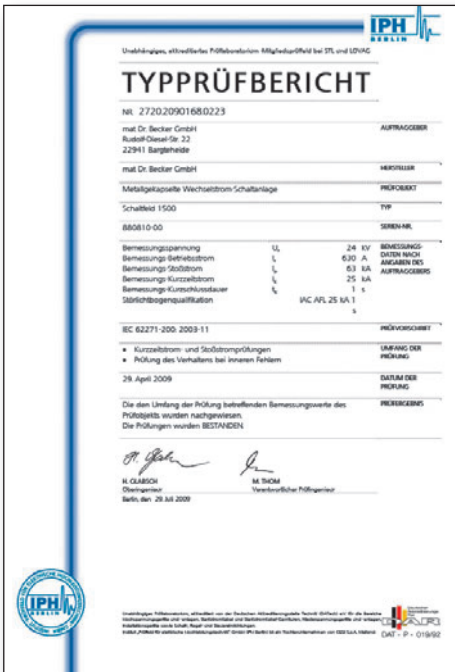 IPH
BERLIN
Unabhängiges, akkreditiertes Prüflaboratorium Mitgliedsprüffeld bei STL und LOVAG
TYPPRÜFBERICHT
NR. 2720.2090168.0223
mat Dr. Becker GmbH AUFTRAGGEBER
Rudolf-Diesel-Str. 22
22941 Bargteheide
mat Dr. Becker GmbH HERSTELLER
Metallgekapselte Wechselstrom-Schaltanlage PRÜFOBJEKT
Schaltfeld 1500 TYP
880810-00 SERIEN-NR.
Bemessungsspannung 24 kV BEMESSUNGS-
Bemessungs-Betriebsstrom 630 A DATEN NACH
Bemessungs-Stoßstrom 63 kA ANGABEN DES
Bemessungs-Kurzzeitstrom 25 kA AUFTRAGGEBERS
Bemessungs-Kurzschlussdauer 1 s
Störlichtbogenqualifikation IAC AFL 25 kA 1
s
IEC 62271-200: 2003-11 PRÜFVORSCHRIFT
• Kurzzeitstrom- und Stoßstromprüfungen UMFANG DER
• Prüfung des Verhaltens bei inneren Fehlern PRÜFUNG
29. April 2009 DATUM DER
PRÜFUNG
Die den Umfang der Prüfung betreffenden Bemessungswerte des PRÜFERGEBNIS
Prüfobjekts wurden nachgewiesen.
Die Prüfungen wurden BESTANDEN.
H. GLABSCH M. THOM
Oberingenieur Verantwortlicher Prüfingenieur
Berlin, den 29. Juli 2009
IPH
BERLIN
DAT - P - 019/92